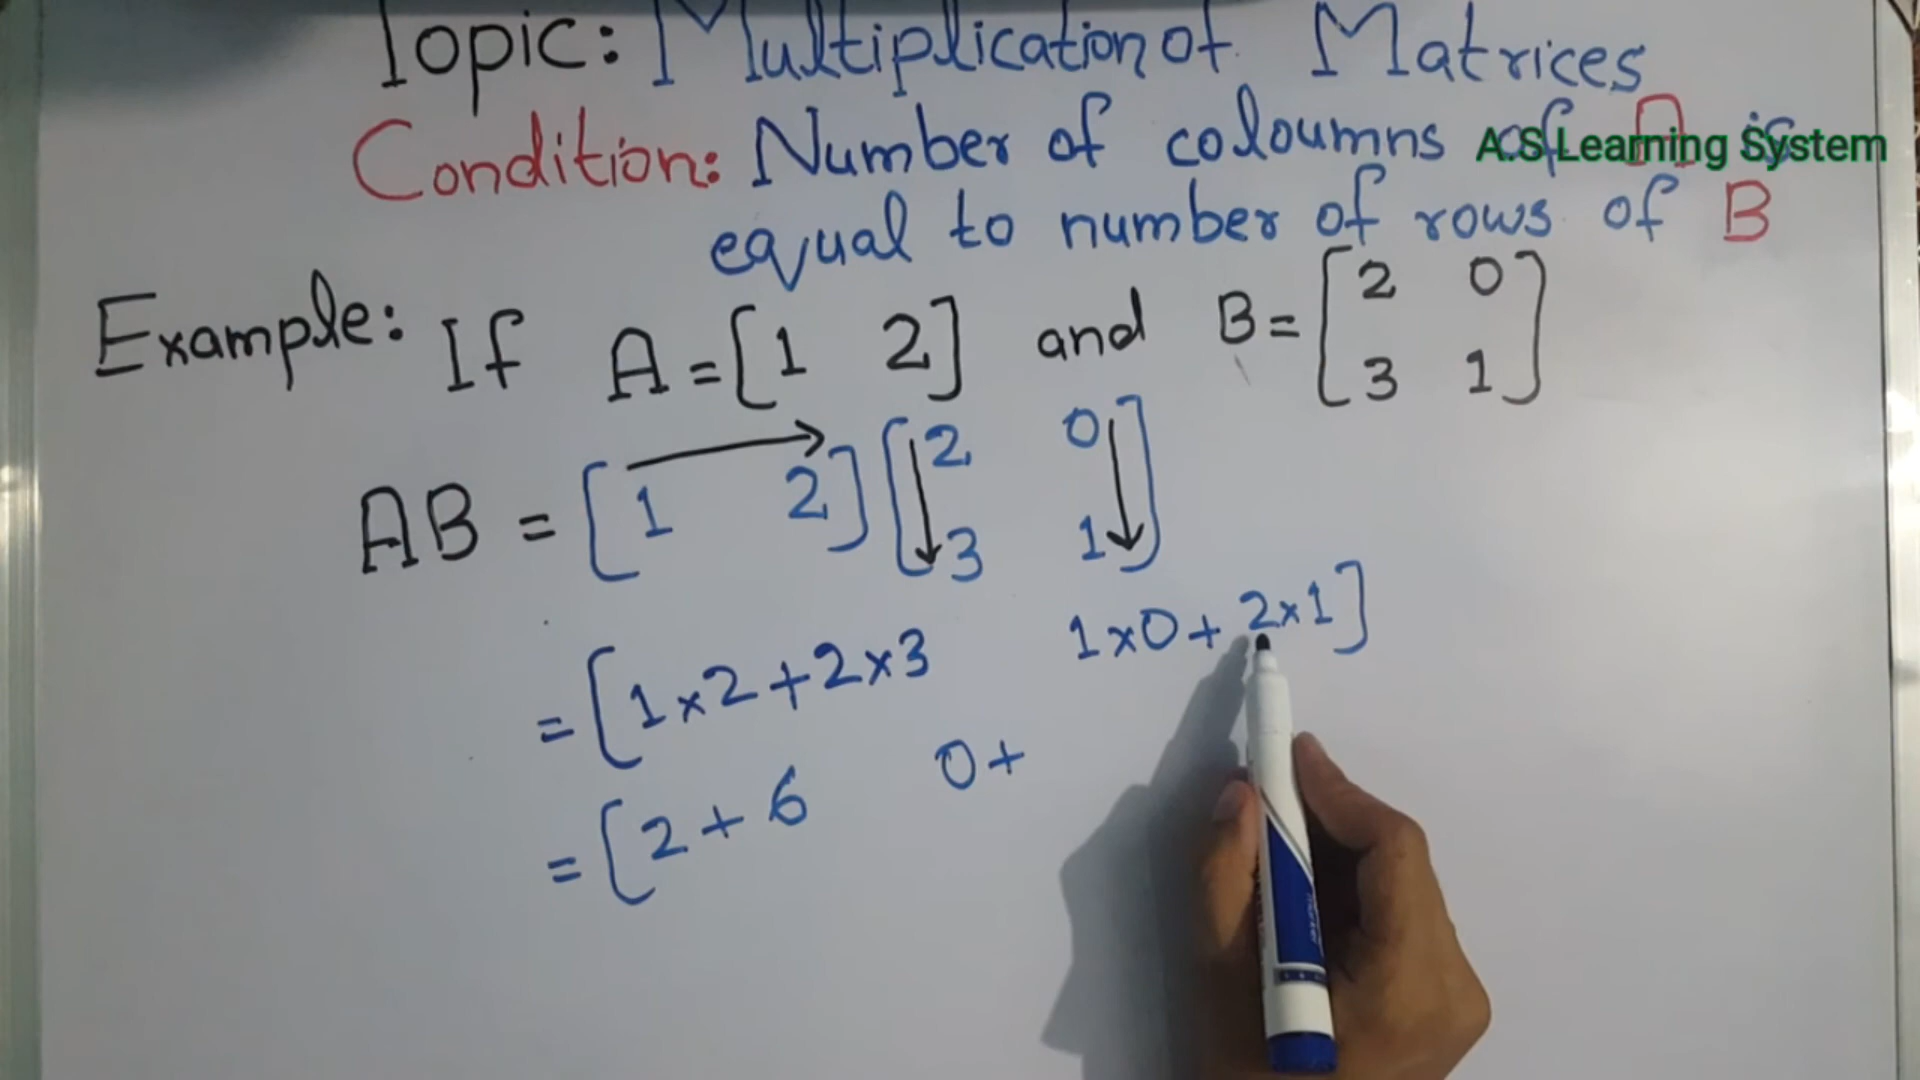 Topic: Multiplication of Matrices
Condition: Number of coloumns of A is
A.S Learning System
equal to number of rows of B
Example: If A = [1 2] and B = [2 0
3 1]
AB = [1 2] [2 0
3 1]
= [1×2+2×3 1×0+2×1]
= [2+6 0+